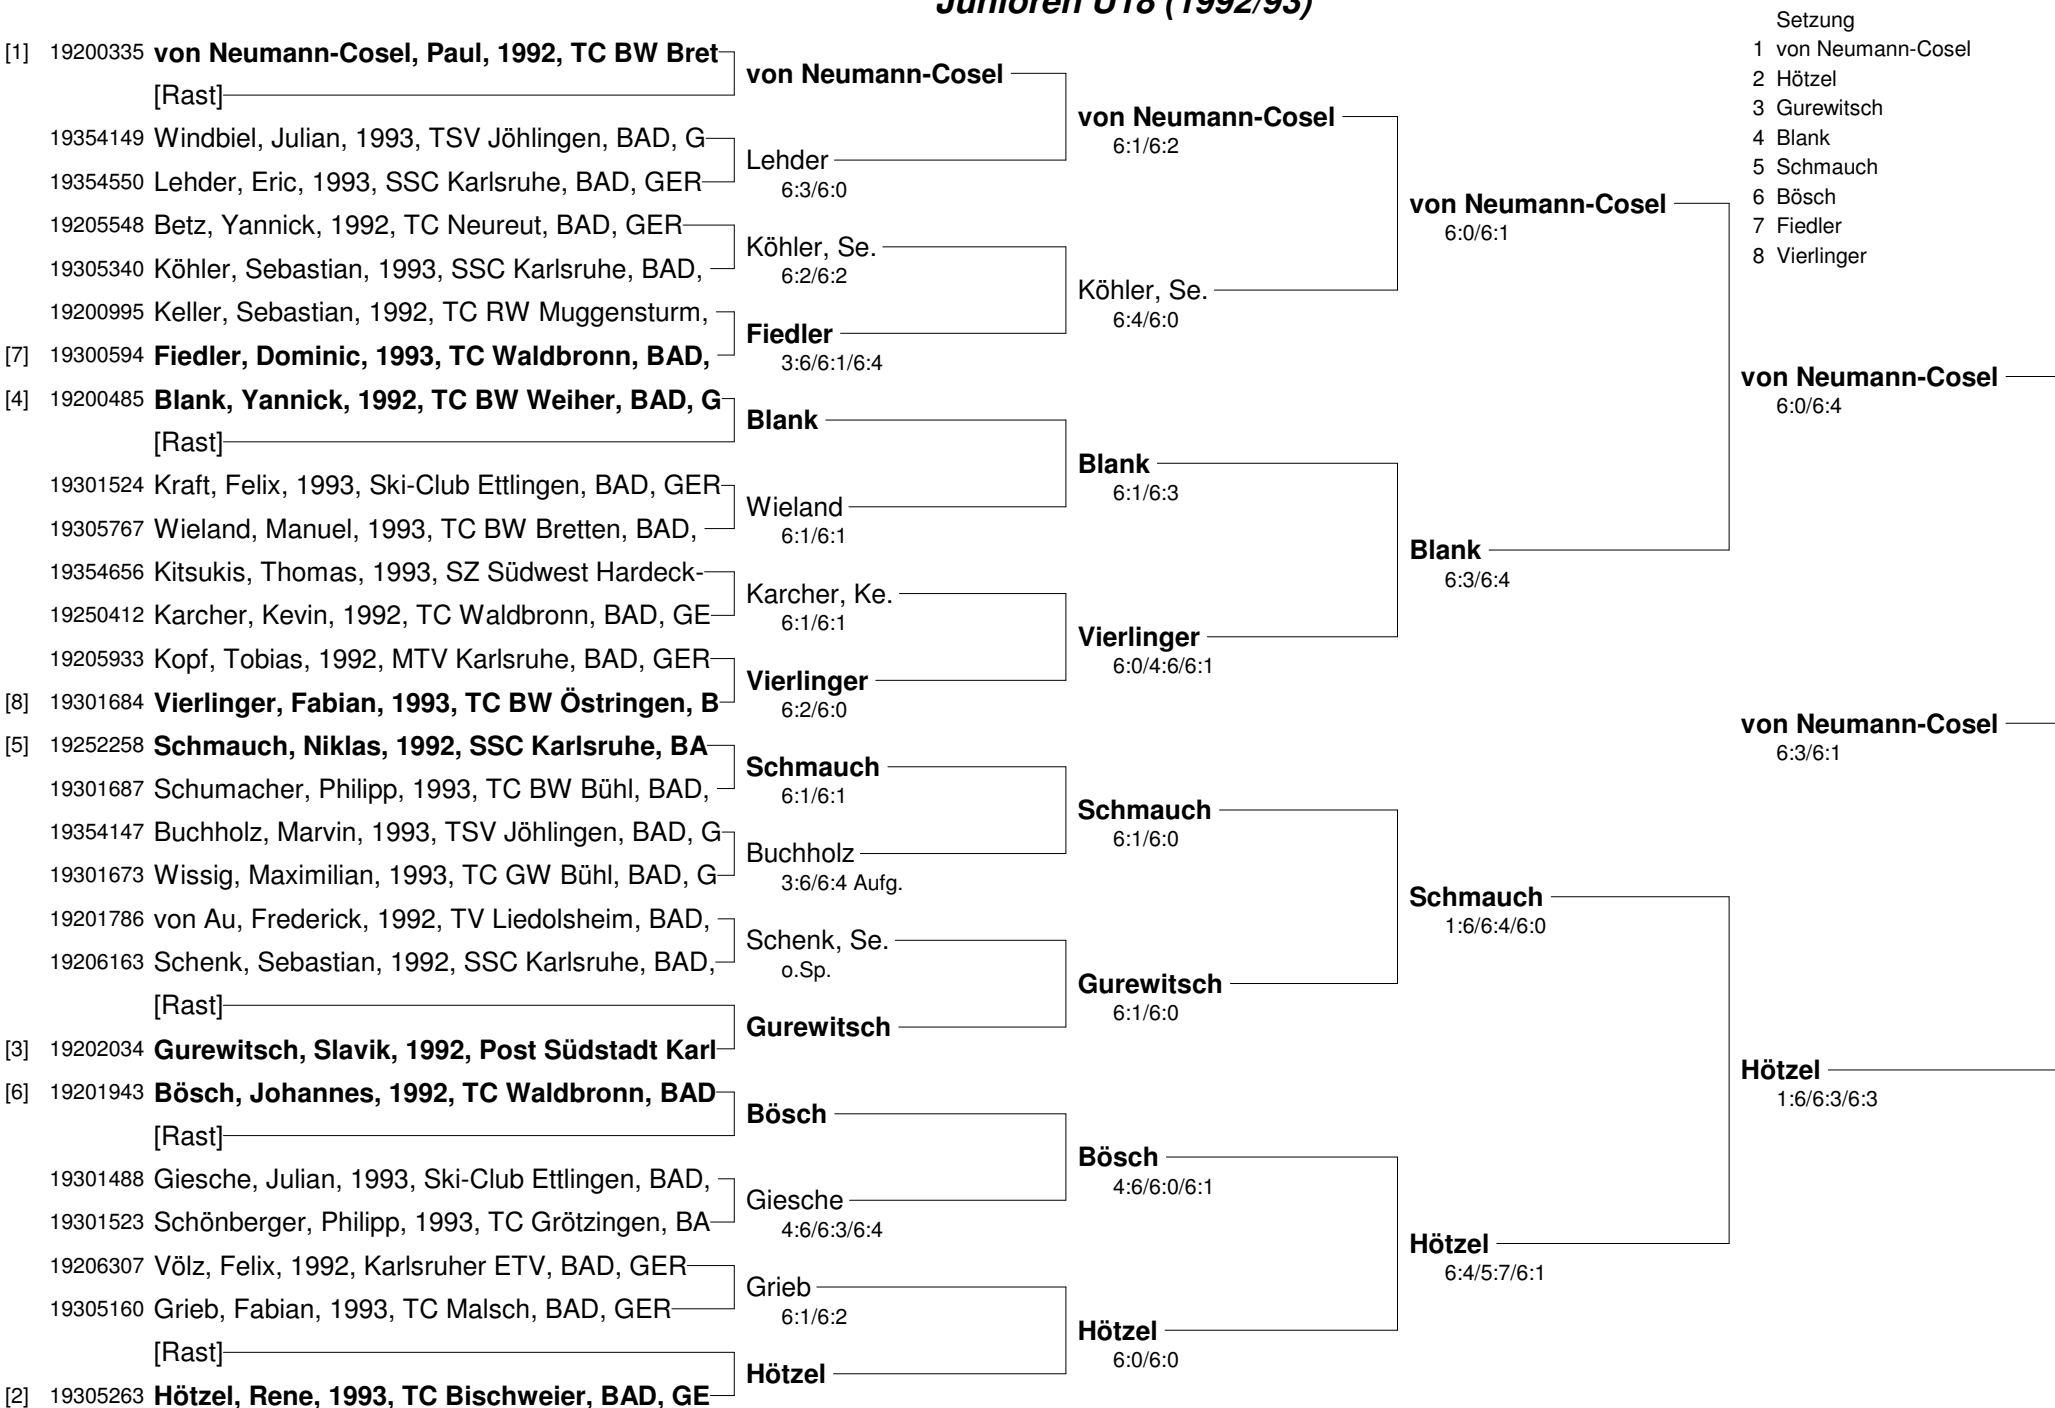 Junioren U18 (1992/93)
Setzung
1 von Neumann-Cosel
2 Hötzel
3 Gurewitsch
4 Blank
5 Schmauch
6 Bösch
7 Fiedler
8 Vierlinger
[1] 19200335 von Neumann-Cosel, Paul, 1992, TC BW Bret
[Rast]
19354149 Windbiel, Julian, 1993, TSV Jöhlingen, BAD, G
19354550 Lehder, Eric, 1993, SSC Karlsruhe, BAD, GER
19205548 Betz, Yannick, 1992, TC Neureut, BAD, GER
19305340 Köhler, Sebastian, 1993, SSC Karlsruhe, BAD,
19200995 Keller, Sebastian, 1992, TC RW Muggensturm,
[7] 19300594 Fiedler, Dominic, 1993, TC Waldbronn, BAD,
[4] 19200485 Blank, Yannick, 1992, TC BW Weiher, BAD, G
[Rast]
19301524 Kraft, Felix, 1993, Ski-Club Ettlingen, BAD, GER
19305767 Wieland, Manuel, 1993, TC BW Bretten, BAD,
19354656 Kitsukis, Thomas, 1993, SZ Südwest Hardeck-
19250412 Karcher, Kevin, 1992, TC Waldbronn, BAD, GE
19205933 Kopf, Tobias, 1992, MTV Karlsruhe, BAD, GER
[8] 19301684 Vierlinger, Fabian, 1993, TC BW Östringen, B
[5] 19252258 Schmauch, Niklas, 1992, SSC Karlsruhe, BA
19301687 Schumacher, Philipp, 1993, TC BW Bühl, BAD,
19354147 Buchholz, Marvin, 1993, TSV Jöhlingen, BAD, G
19301673 Wissig, Maximilian, 1993, TC GW Bühl, BAD, G
19201786 von Au, Frederick, 1992, TV Liedolsheim, BAD,
19206163 Schenk, Sebastian, 1992, SSC Karlsruhe, BAD,
[Rast]
[3] 19202034 Gurewitsch, Slavik, 1992, Post Südstadt Karl
[6] 19201943 Bösch, Johannes, 1992, TC Waldbronn, BAD
[Rast]
19301488 Giesche, Julian, 1993, Ski-Club Ettlingen, BAD,
19301523 Schönberger, Philipp, 1993, TC Grötzingen, BA
19206307 Völz, Felix, 1992, Karlsruher ETV, BAD, GER
19305160 Grieb, Fabian, 1993, TC Malsch, BAD, GER
[Rast]
[2] 19305263 Hötzel, Rene, 1993, TC Bischweier, BAD, GE
von Neumann-Cosel
Lehder
6:3/6:0
Köhler, Se.
6:2/6:2
Fiedler
3:6/6:1/6:4
Blank
Wieland
6:1/6:1
Karcher, Ke.
6:1/6:1
Vierlinger
6:2/6:0
Schmauch
6:1/6:1
Buchholz
3:6/6:4 Aufg.
Schenk, Se.
o.Sp.
Gurewitsch
Bösch
Giesche
4:6/6:3/6:4
Grieb
6:1/6:2
Hötzel
von Neumann-Cosel
6:1/6:2
Köhler, Se.
6:4/6:0
Blank
6:1/6:3
Vierlinger
6:0/4:6/6:1
Schmauch
6:1/6:0
Gurewitsch
6:1/6:0
Bösch
4:6/6:0/6:1
Hötzel
6:0/6:0
von Neumann-Cosel
6:0/6:1
Blank
6:3/6:4
Schmauch
1:6/6:4/6:0
Hötzel
6:4/5:7/6:1
von Neumann-Cosel
6:0/6:4
von Neumann-Cosel
6:3/6:1
Hötzel
1:6/6:3/6:3